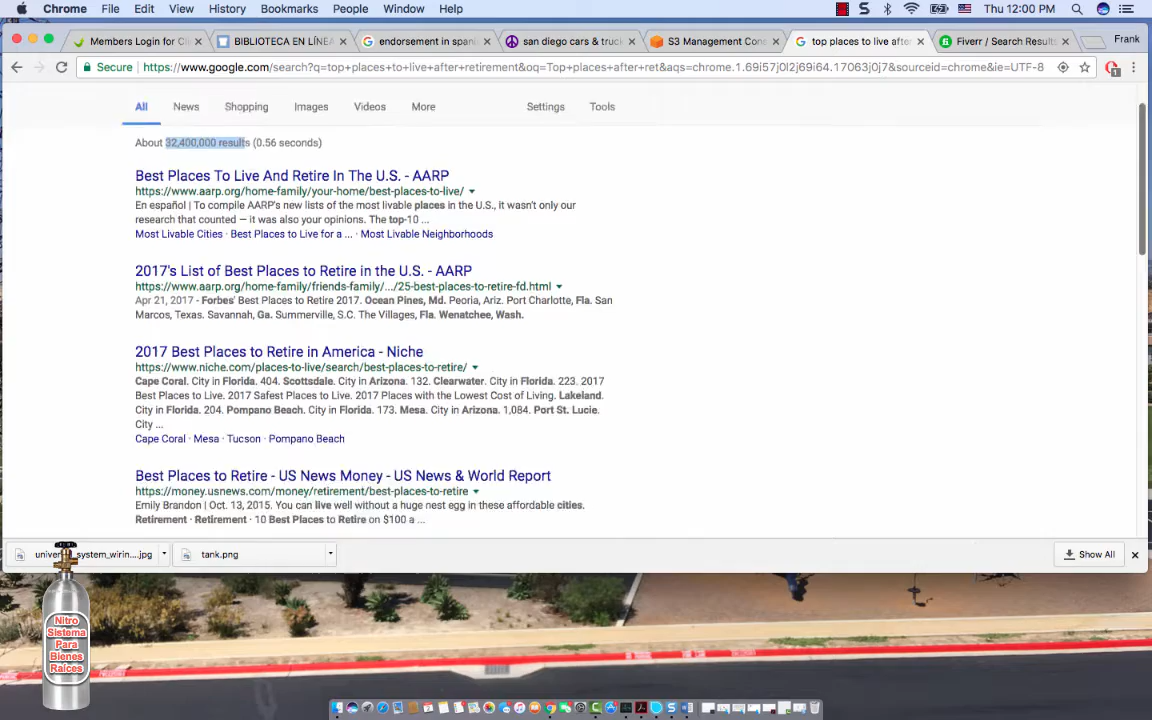 Chrome File Edit View History Bookmarks People Window Help Thu 12:00 PM
Members Login for Cli BIBLIOTECA EN LÍNEA endorsement in spani san diego cars & truck S3 Management Con top places to live after Fiverr / Search Results Frank
Secure https://www.google.com/search?q=top+places+to+live+after+retirement&oq=Top+places+after+ret&aqs=chrome.1.69i57j0l2j69i64.17063j0j7&sourceid=chrome&ie=UTF-8
All News Shopping Images Videos More Settings Tools
About 32,400,000 results (0.56 seconds)
Best Places To Live And Retire In The U.S. - AARP
https://www.aarp.org/home-family/your-home/best-places-to-live/
En español | To compile AARP's new lists of the most livable places in the U.S., it wasn't only our
research that counted — it was also your opinions. The top-10 ...
Most Livable Cities · Best Places to Live for a ... · Most Livable Neighborhoods
2017's List of Best Places to Retire in the U.S. - AARP
https://www.aarp.org/home-family/friends-family/.../25-best-places-to-retire-fd.html
Apr 21, 2017 - Forbes' Best Places to Retire 2017. Ocean Pines, Md. Peoria, Ariz. Port Charlotte, Fla. San
Marcos, Texas. Savannah, Ga. Summerville, S.C. The Villages, Fla. Wenatchee, Wash.
2017 Best Places to Retire in America - Niche
https://www.niche.com/places-to-live/search/best-places-to-retire/
Cape Coral. City in Florida. 404. Scottsdale. City in Arizona. 132. Clearwater. City in Florida. 223. 2017
Best Places to Live. 2017 Safest Places to Live. 2017 Places with the Lowest Cost of Living. Lakeland.
City in Florida. 204. Pompano Beach. City in Florida. 173. Mesa. City in Arizona. 1,084. Port St. Lucie.
City ...
Cape Coral · Mesa · Tucson · Pompano Beach
Best Places to Retire - US News Money - US News & World Report
https://money.usnews.com/money/retirement/best-places-to-retire
Emily Brandon | Oct. 13, 2015. You can live well without a huge nest egg in these affordable cities.
Retirement · Retirement · 10 Best Places to Retire on $100 a ...
system_wirin....jpg tank.png Show All
Nitro
Sistema
Para
Bienes
Raíces